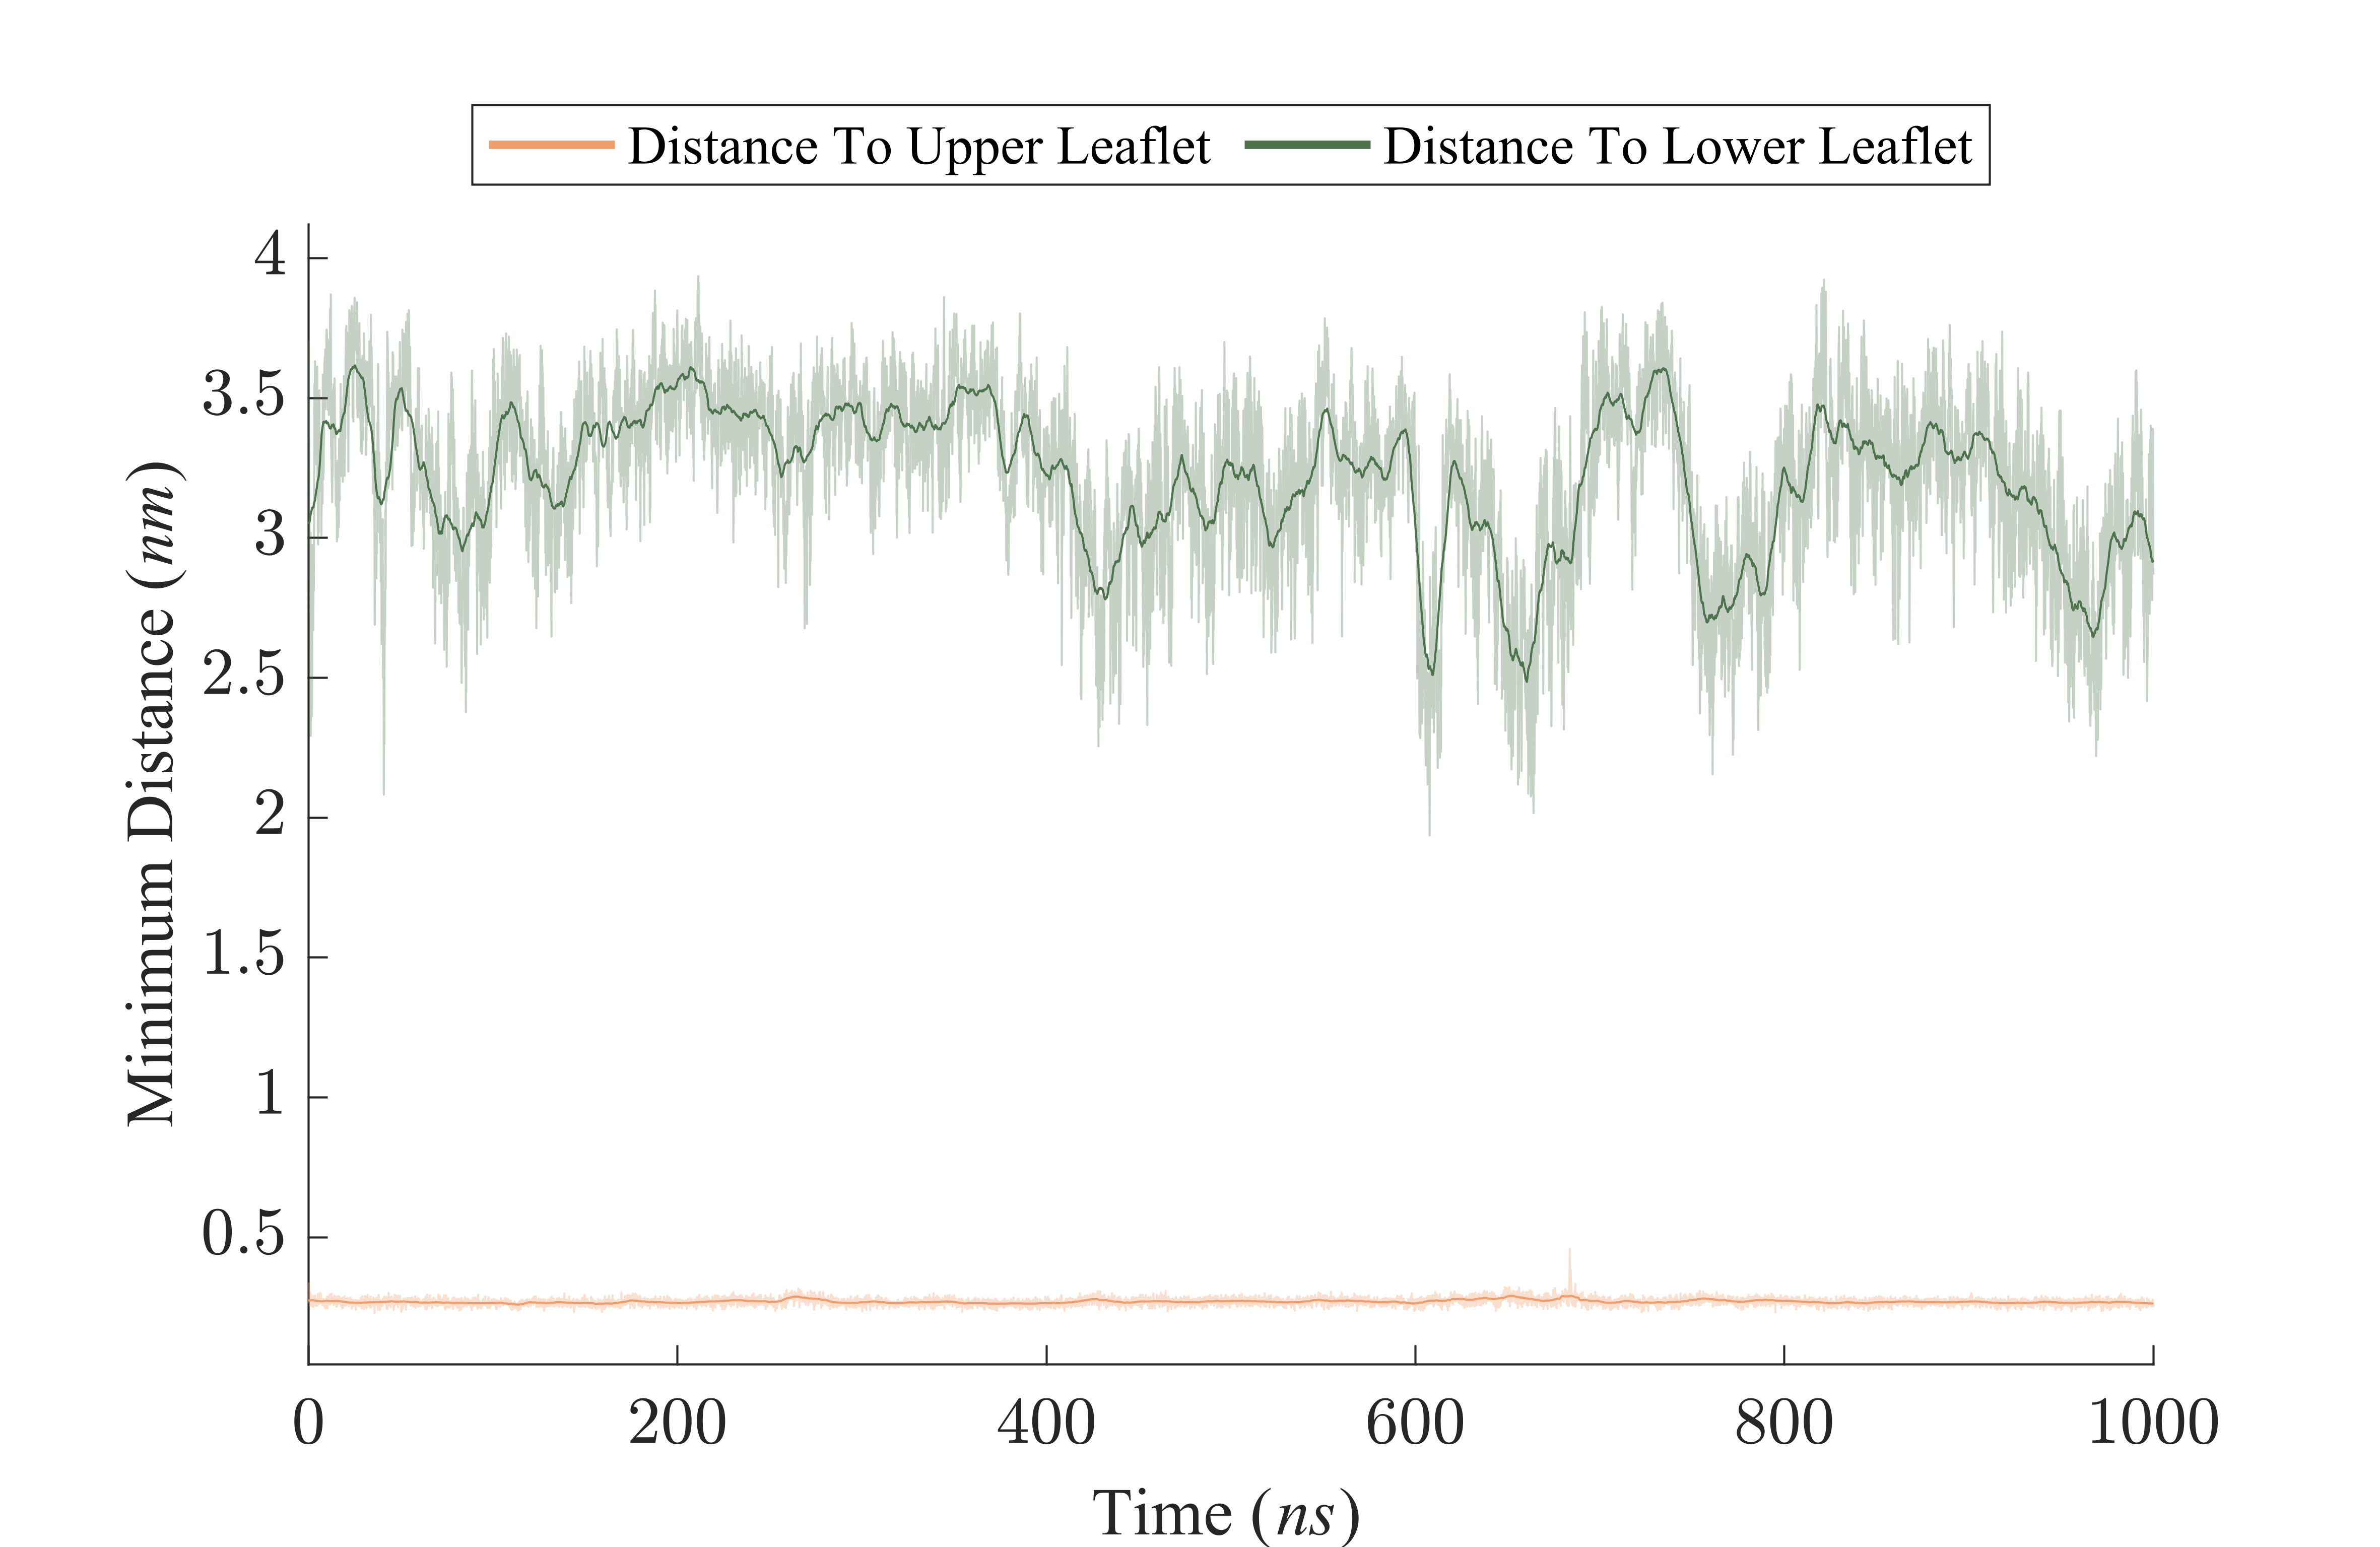 Distance To Upper Leaflet Distance To Lower Leaflet
4
3.5
3
2.5
2
1.5
1
0.5
Minimum Distance (nm)
0 200 400 600 800 1000
Time (ns)